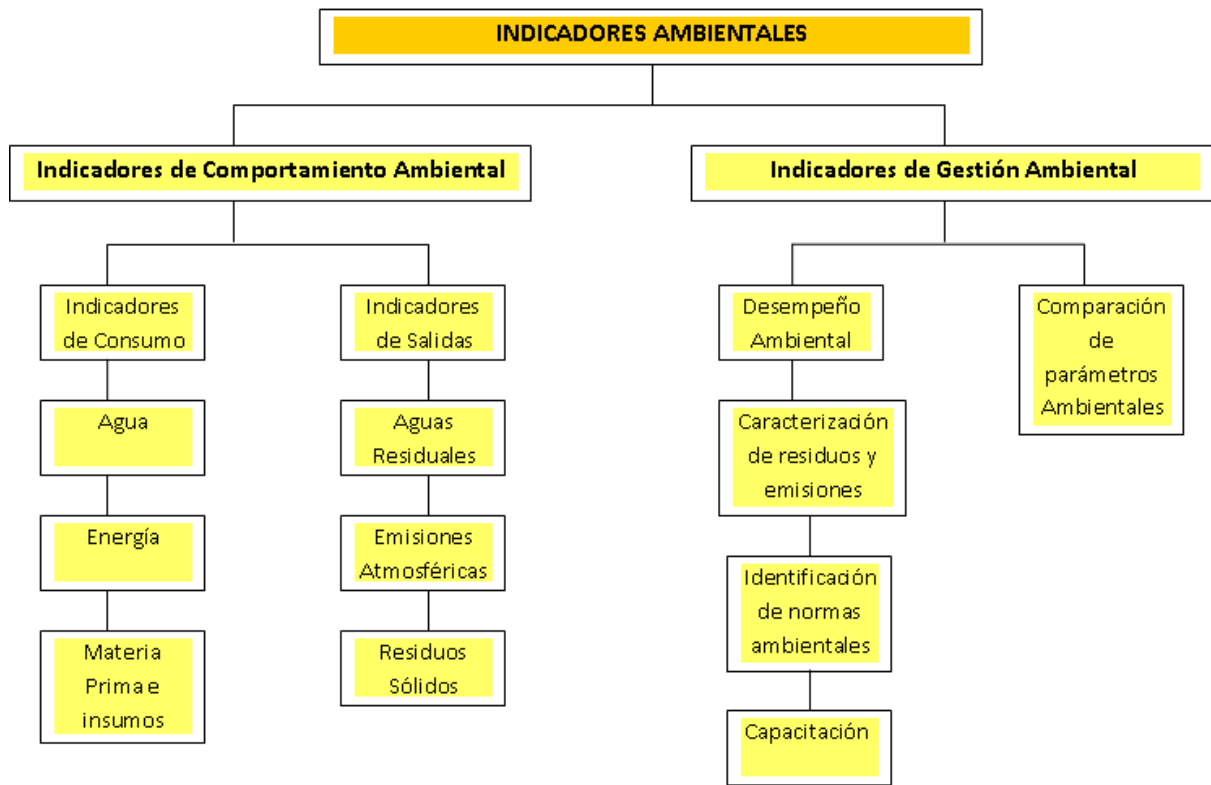 INDICADORES AMBIENTALES
Indicadores de Comportamiento Ambiental
Indicadores de Gestión Ambiental
Indicadores
de Consumo
Agua
Energía
Materia
Prima e
insumos
Indicadores
de Salidas
Aguas
Residuales
Emisiones
Atmosféricas
Residuos
Sólidos
Desempeño
Ambiental
Caracterización
de residuos y
emisiones
Identificación
de normas
ambientales
Capacitación
Comparación
de
parámetros
Ambientales